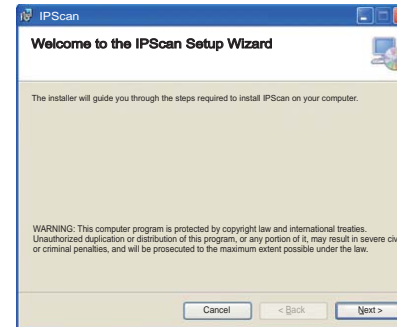 IPScan
Welcome to the IPScan Setup Wizard
The installer will guide you through the steps required to install IPScan on your computer.
WARNING: This computer program is protected by copyright law and international treaties.
Unauthorized duplication or distribution of this program, or any portion of it, may result in severe
or criminal penalties, and will be prosecuted to the maximum extent possible under the law.
Cancel
< Back
Next >